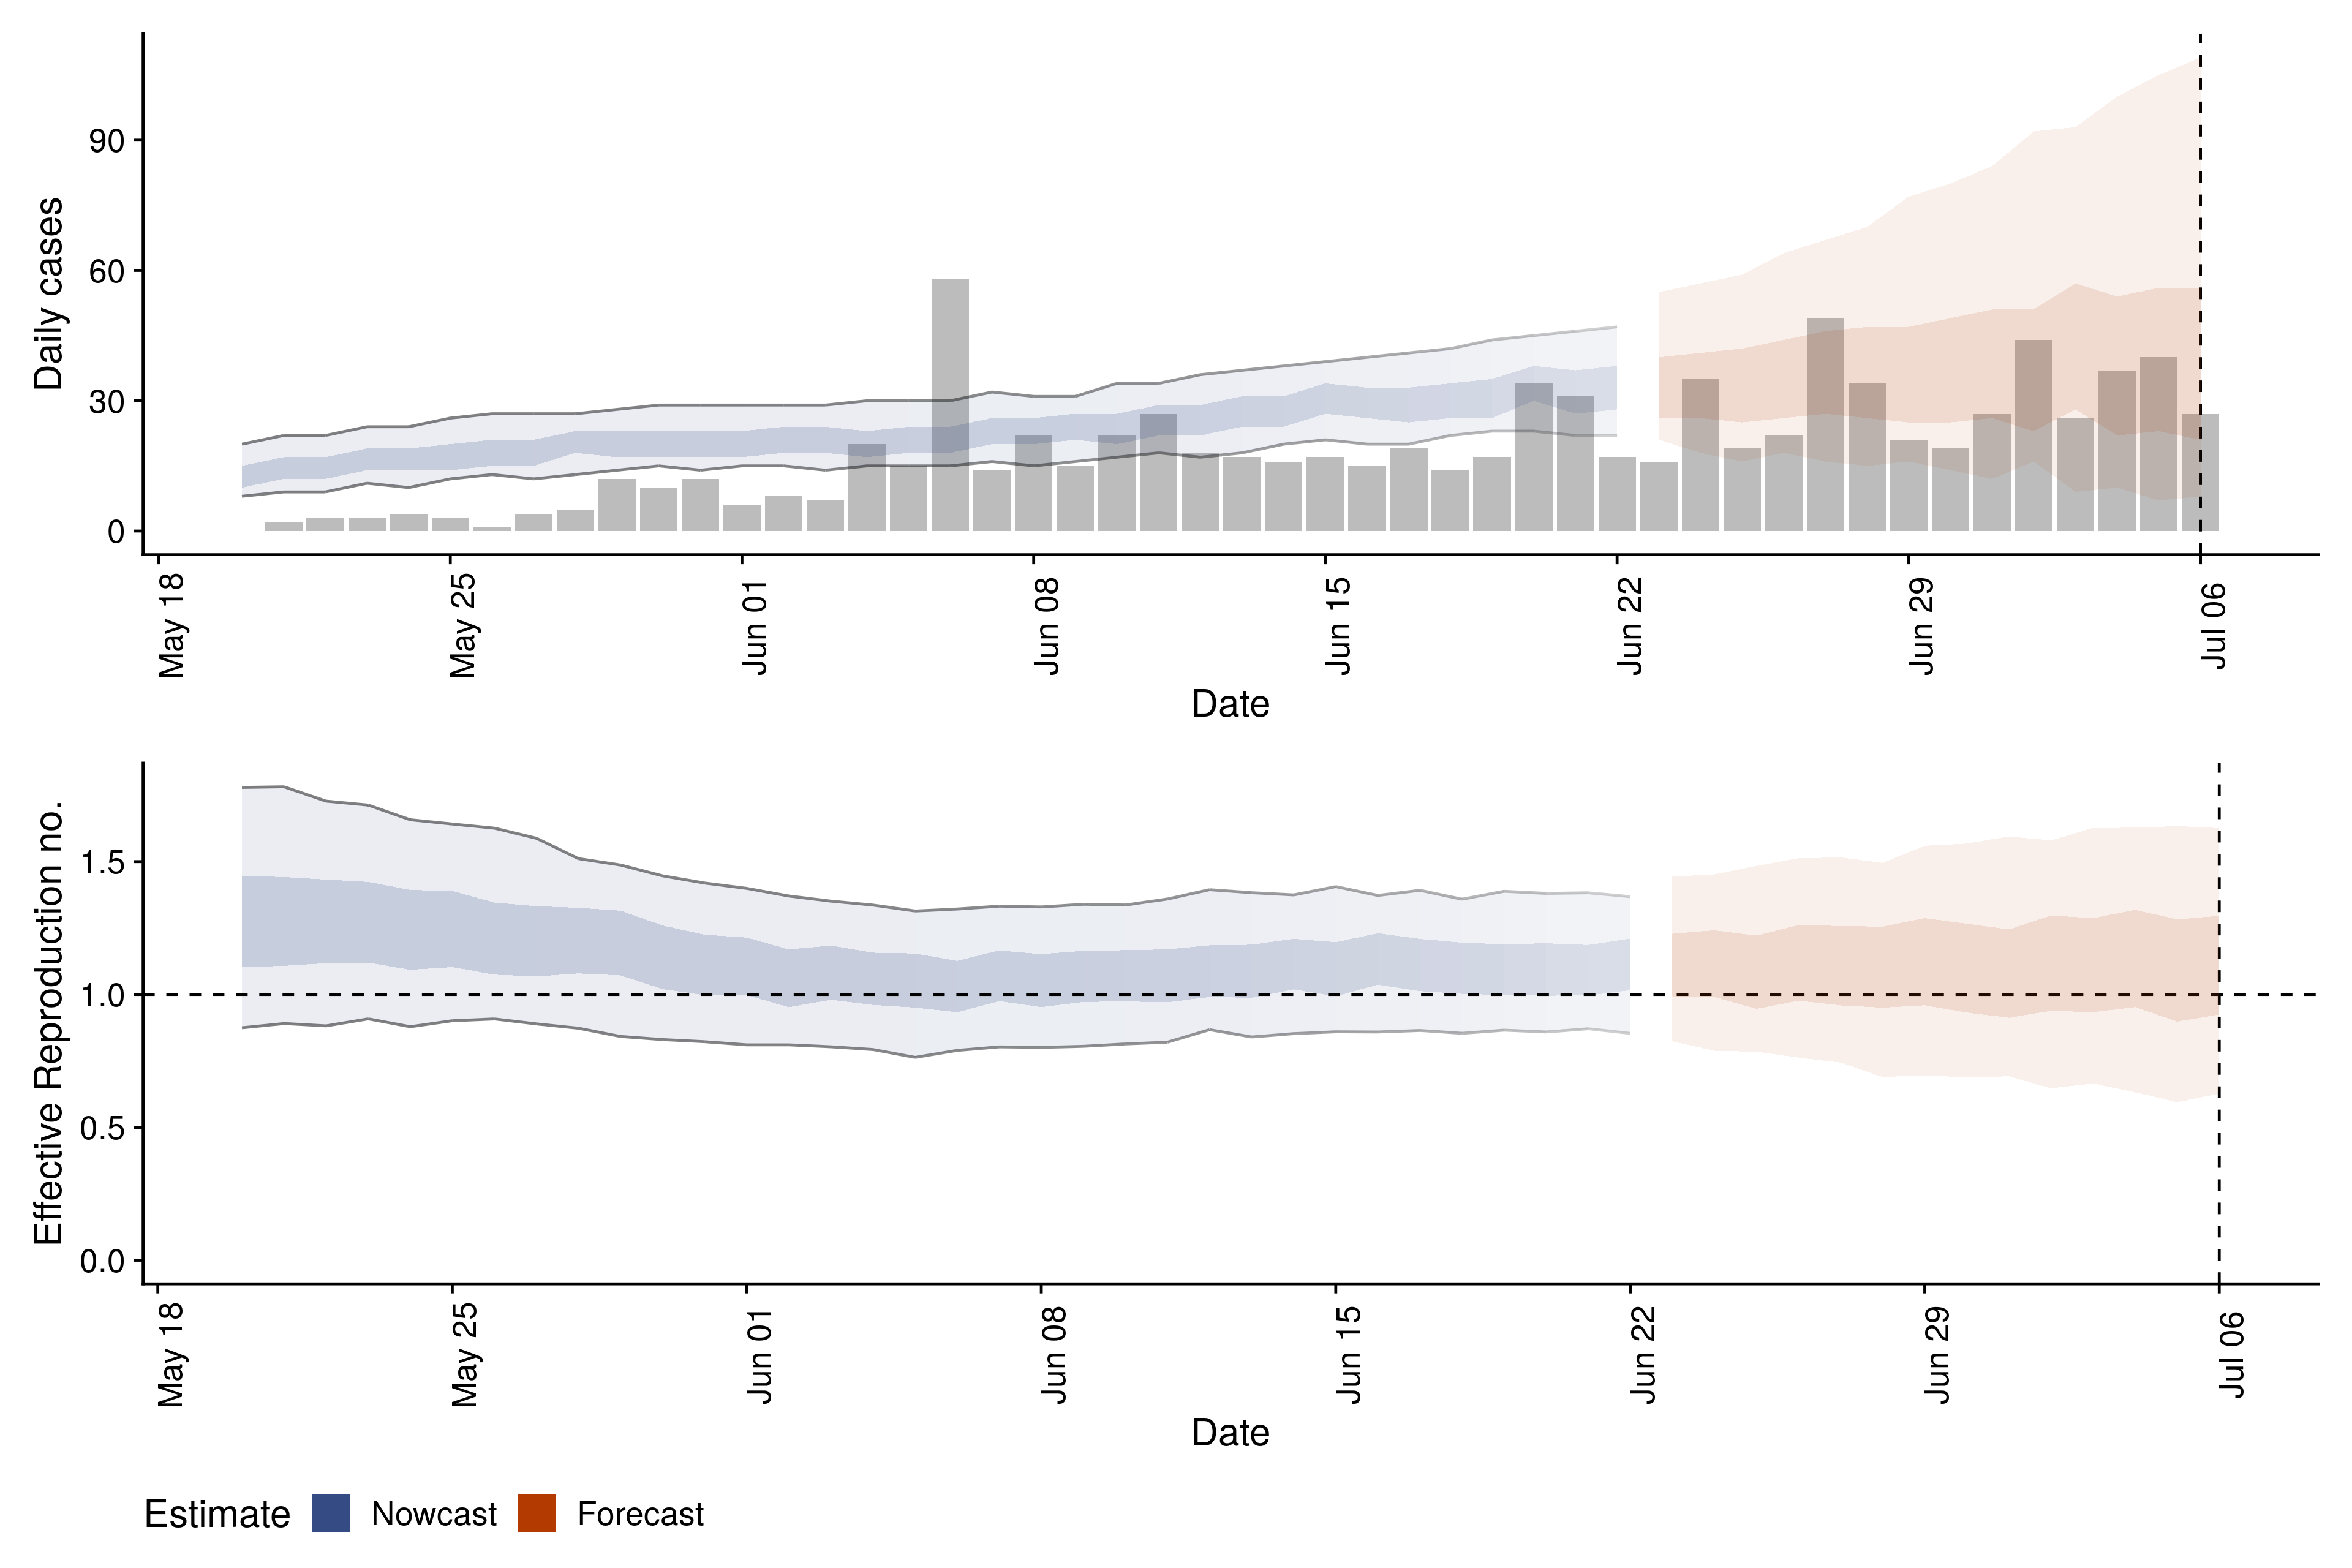 Daily cases
90
60
30
0
May 18
May 25
Jun 01
Jun 08
Jun 15
Jun 22
Jun 29
Jul 06
Date
Effective Reproduction no.
1.5
1.0
0.5
0.0
May 18
May 25
Jun 01
Jun 08
Jun 15
Jun 22
Jun 29
Jul 06
Date
Estimate Nowcast Forecast